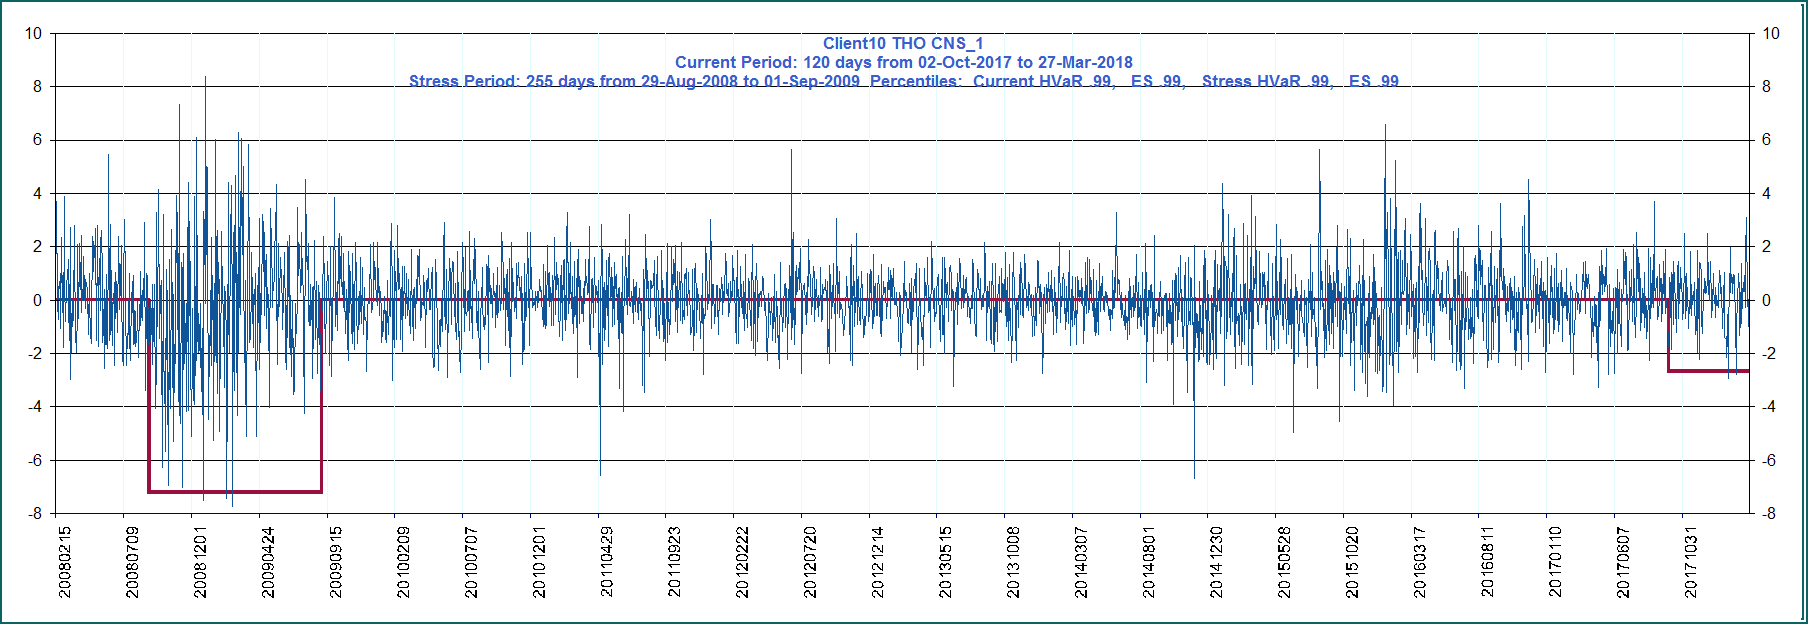 Client10 THO CNS_1
Current Period: 120 days from 02-Oct-2017 to 27-Mar-2018
Stress Period: 255 days from 29-Aug-2008 to 01-Sep-2009  Percentiles:  Current HVaR .99,   ES .99,   Stress HVaR .99,   ES .99
10 10
8 8
6 6
4 4
2 2
0 0
-2 -2
-4 -4
-6 -6
-8 -8
20080215 20080709 20081201 20090424 20090915 20100209 20100707 20101201 20110429 20110923 20120222 20120720 20121214 20130515 20131008 20140307 20140801 20141230 20150528 20151020 20160317 20160811 20170110 20170607 20171031